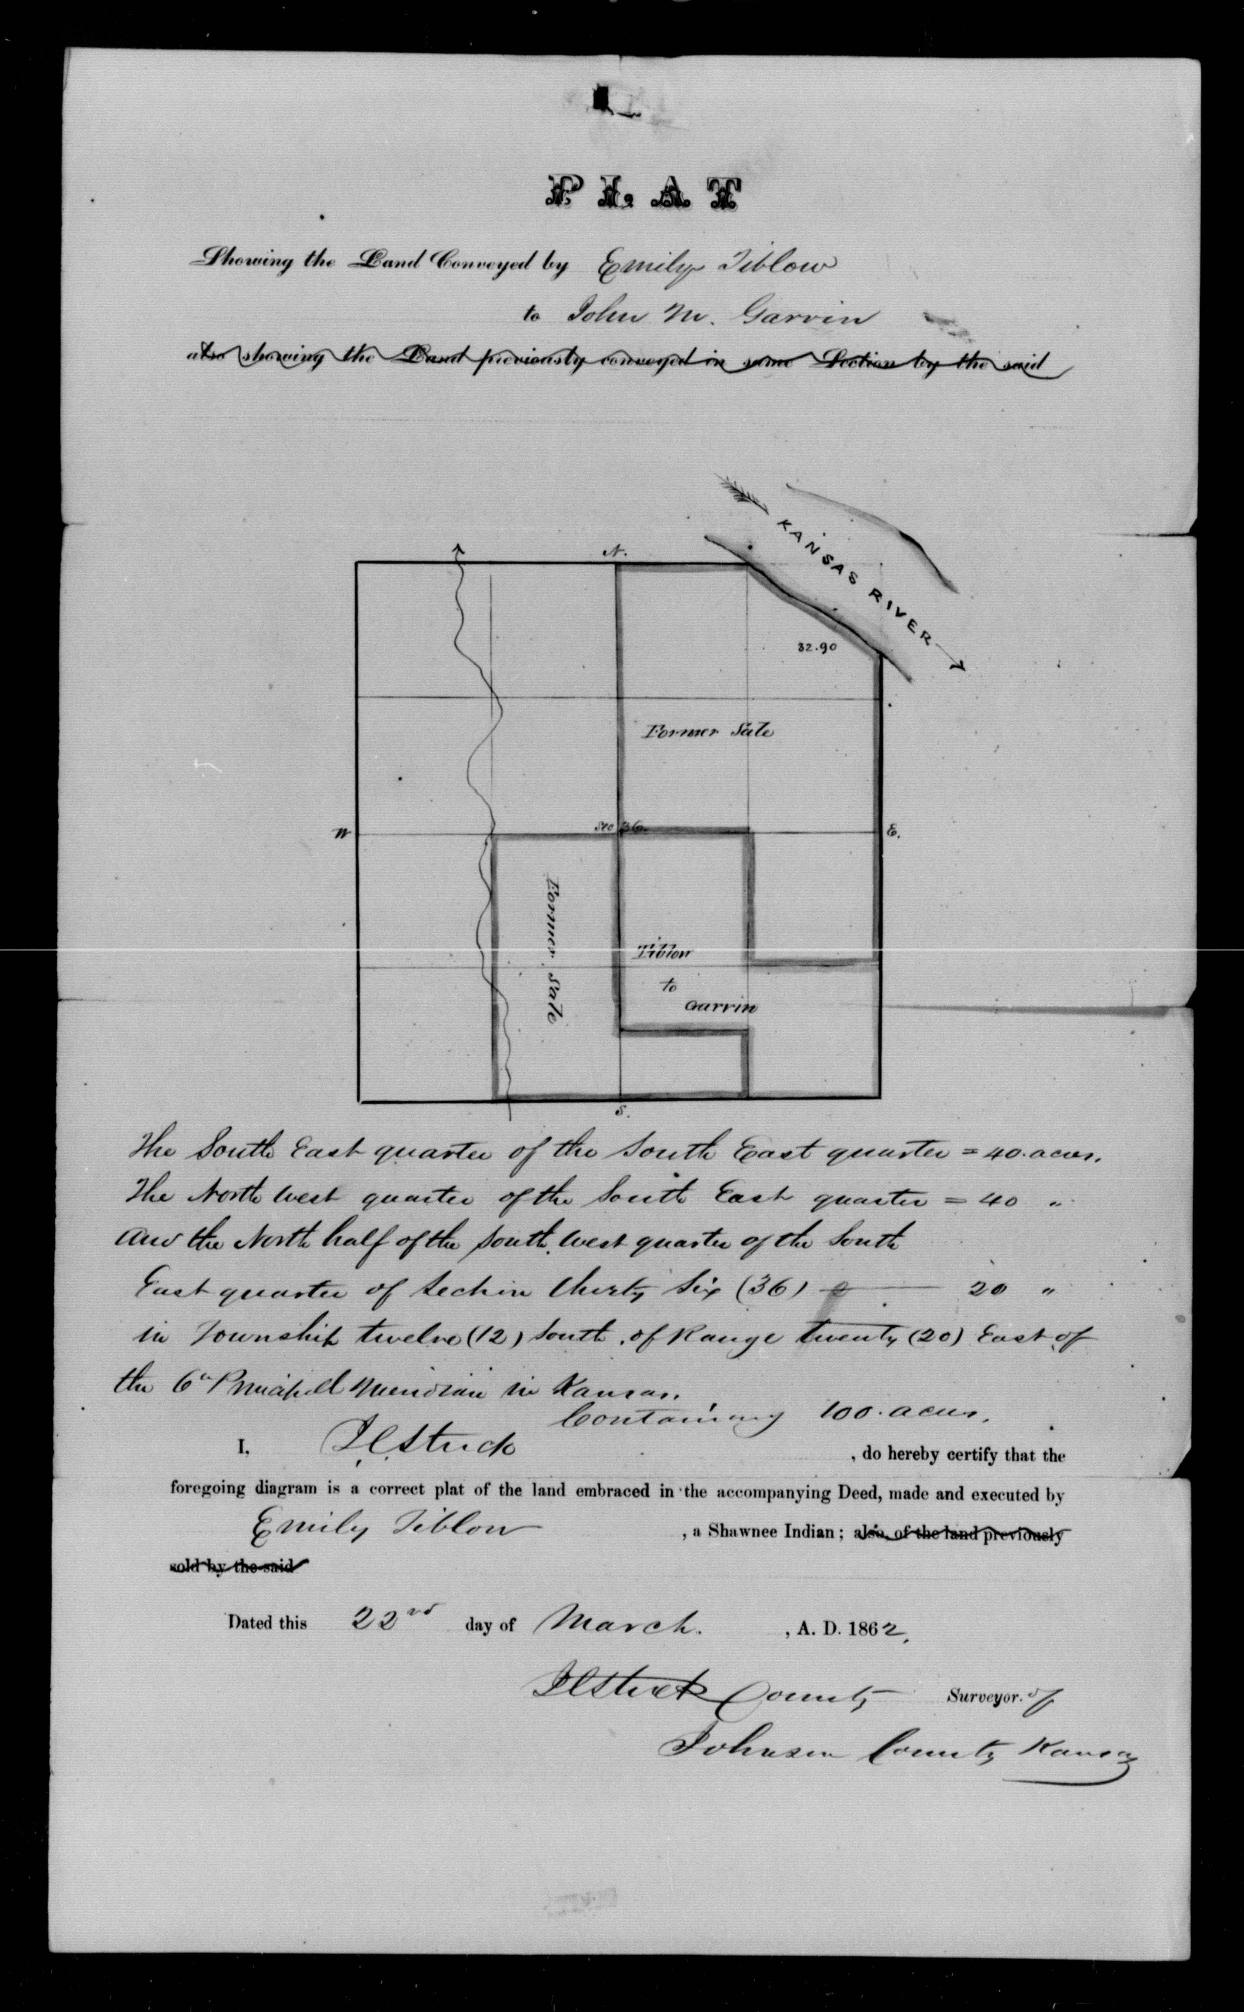 PLAT
Showing the Land Conveyed by Emily Tiblow
to John M. Garvin
also showing the Land previously conveyed in same Section by the said
KANSAS RIVER
N.
32.90
Former Sale
W
Sec 36.
E.
Former Sale
Tiblow
to
Garvin
S.
The South East quarter of the South East quarter = 40 acres.
The North West quarter of the South East quarter = 40 "
And the North half of the South West quarter of the South
East quarter of Section thirty six (36) 20 "
in Township twelve (12) South, of Range twenty (20) East of
the 6th Principal Meridian in Kansas.
Containing 100 acres.
I, J C Stuck , do hereby certify that the
foregoing diagram is a correct plat of the land embraced in the accompanying Deed, made and executed by
Emily Tiblow , a Shawnee Indian; also, of the land previously
sold by the said
Dated this 22nd day of March. , A. D. 1862.
J C Stuck County Surveyor of
Johnson County Kansas